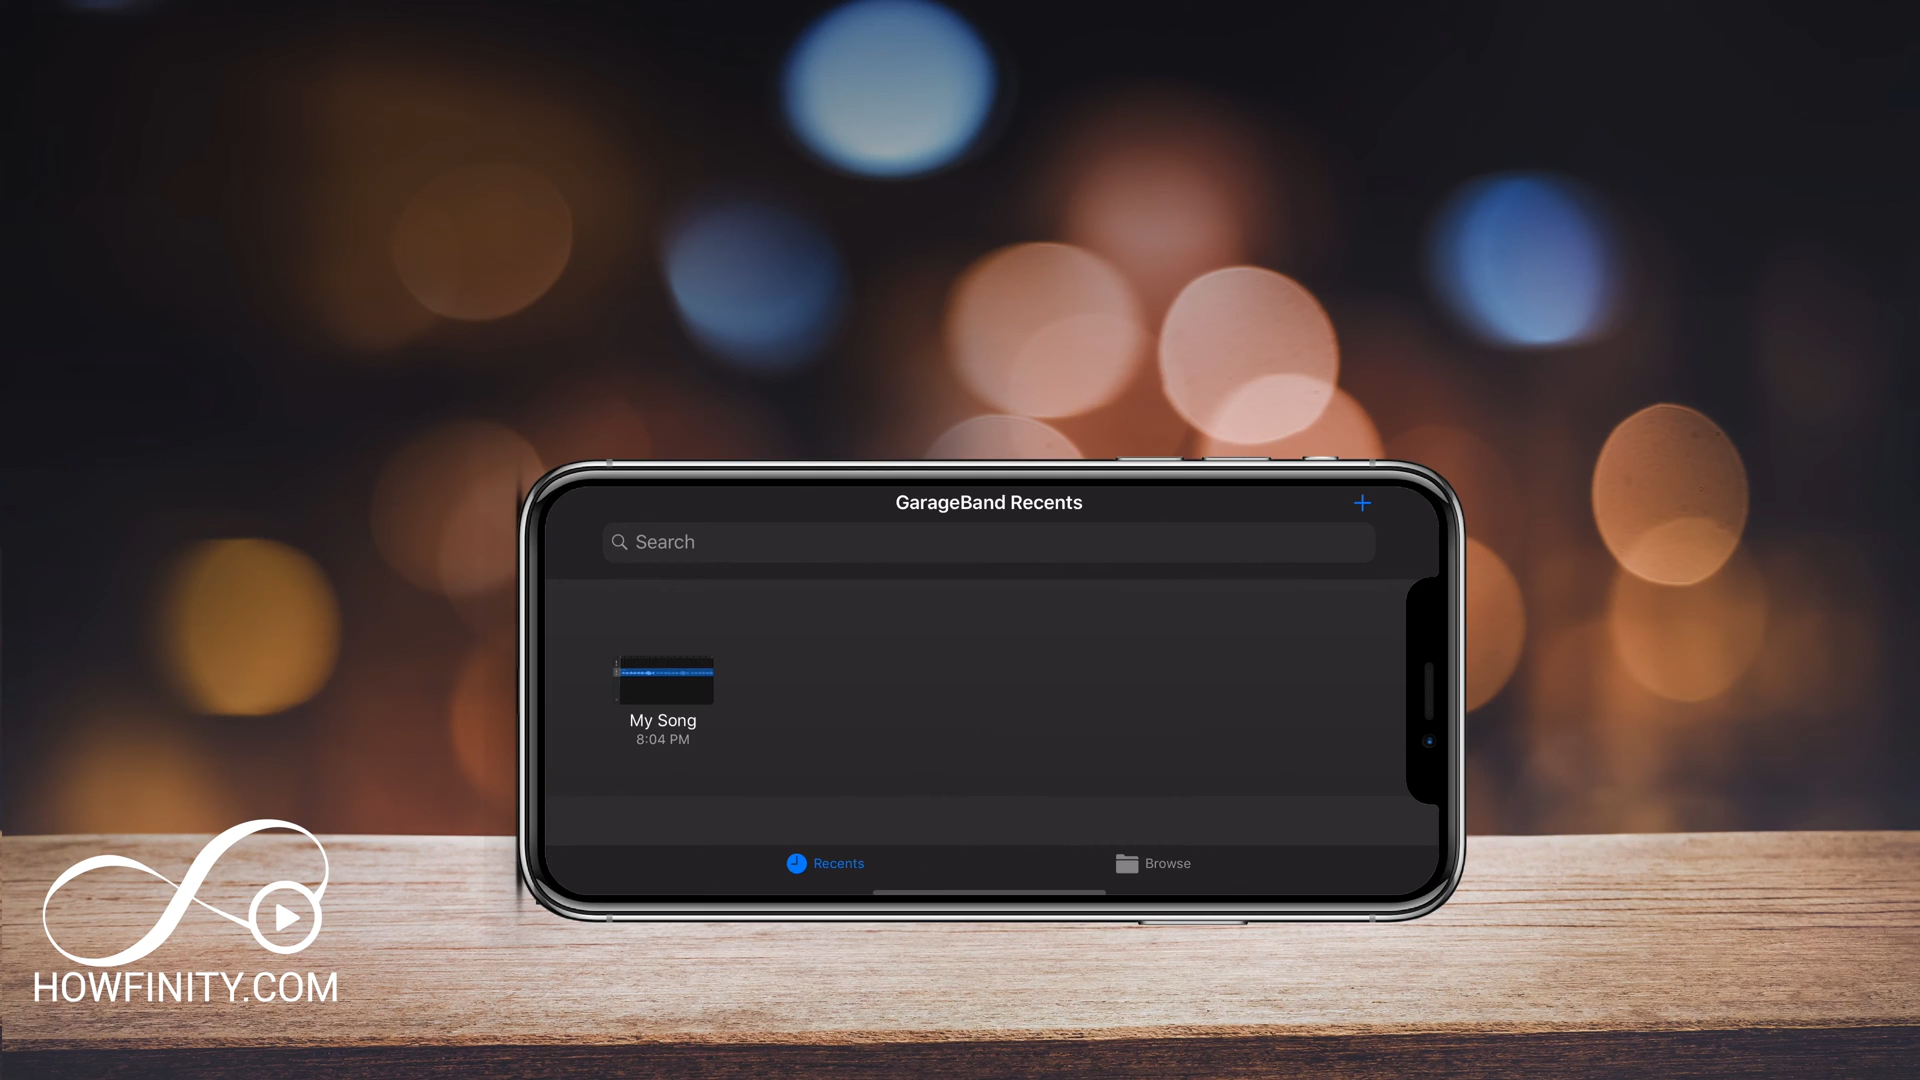 GarageBand Recents
Search
My Song
8:04 PM
Recents
Browse
HOWFINITY.COM